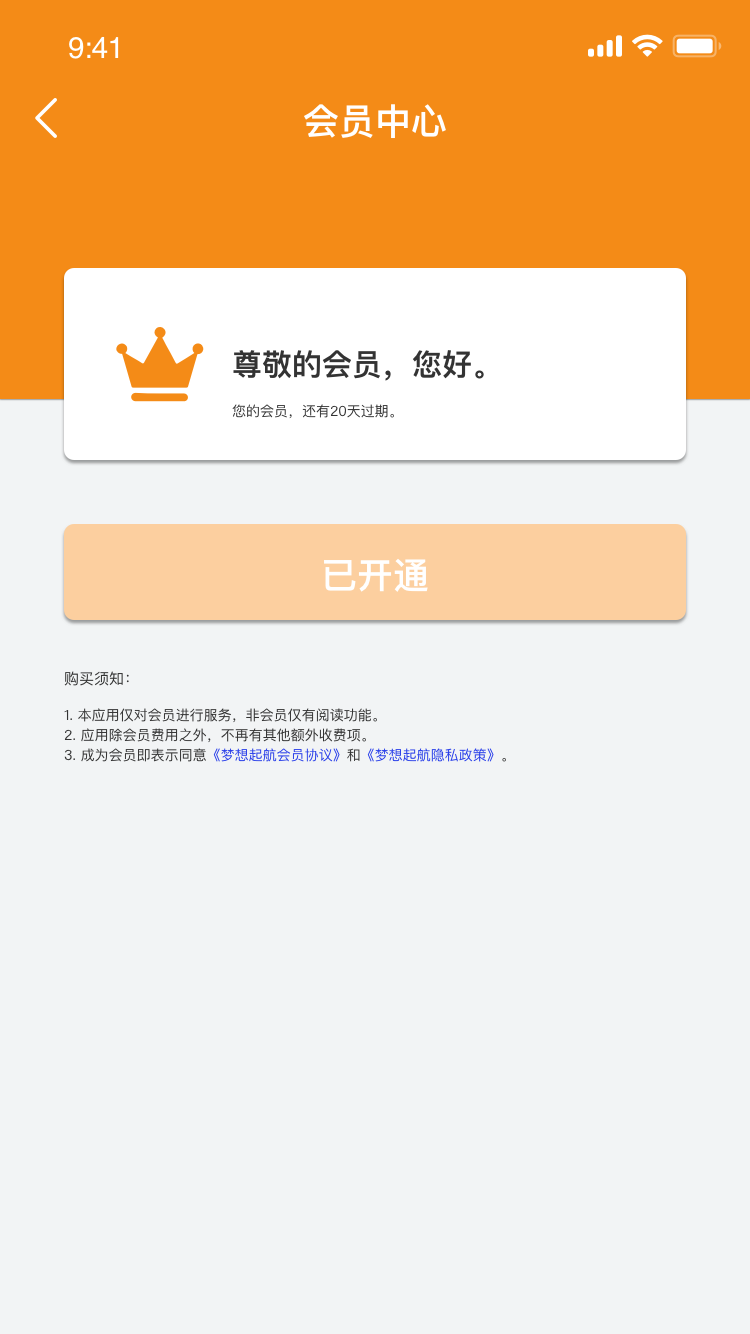 9:41
会员中心
尊敬的会员，您好。
您的会员，还有20天过期。
已开通
购买须知：
1. 本应用仅对会员进行服务，非会员仅有阅读功能。
2. 应用除会员费用之外，不再有其他额外收费项。
3. 成为会员即表示同意《梦想起航会员协议》和《梦想起航隐私政策》。